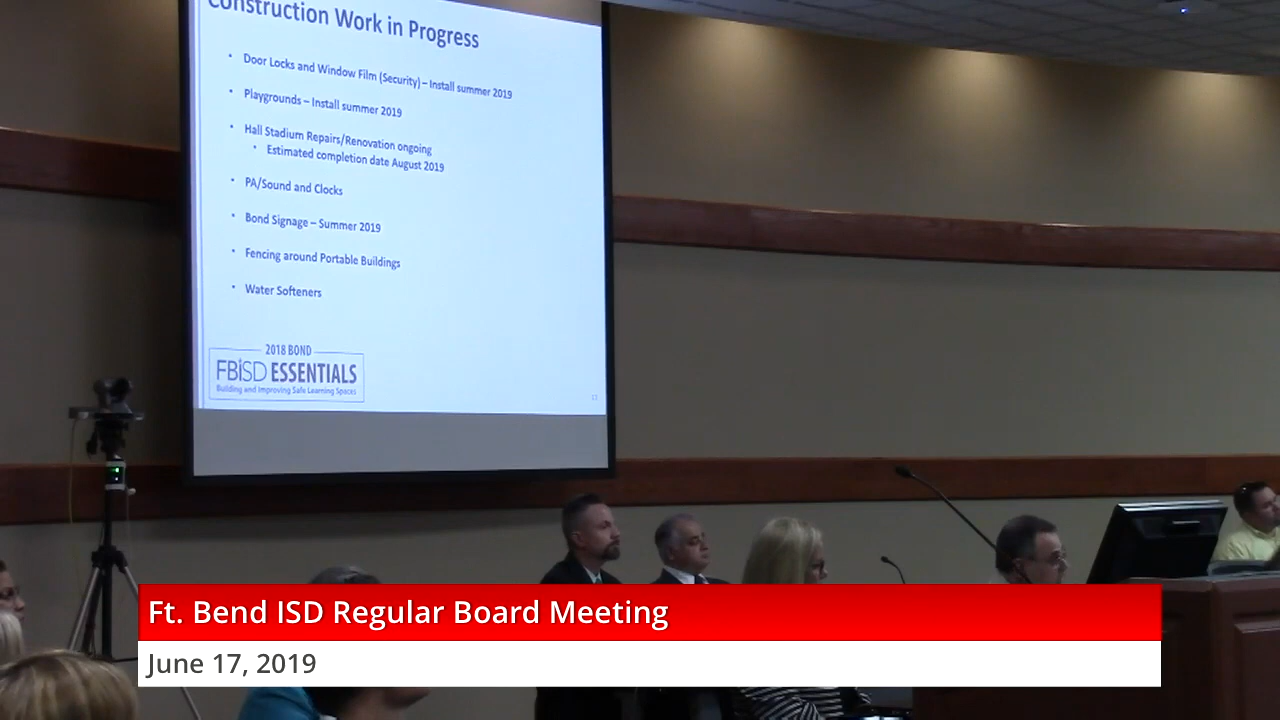 Construction Work in Progress
• Door Locks and Window Film (Security) – Install summer 2019
• Playgrounds – Install summer 2019
• Hall Stadium Repairs/Renovation ongoing
• Estimated completion date August 2019
• PA/Sound and Clocks
• Bond Signage – Summer 2019
• Fencing around Portable Buildings
• Water Softeners
2018 BOND
FBISD ESSENTIALS
Building and Improving Safe Learning Spaces
Ft. Bend ISD Regular Board Meeting
June 17, 2019